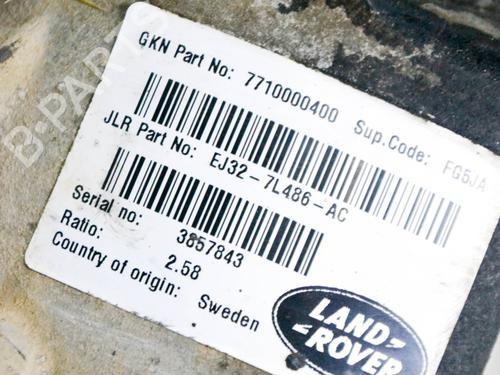 GKN Part No: 7710000400 Sup.Code: FG5JA
JLR Part No: EJ32-7L486-AC
Serial no: 3857843
Ratio: 2.58
Country of origin: Sweden
LAND ROVER
B-PARTS